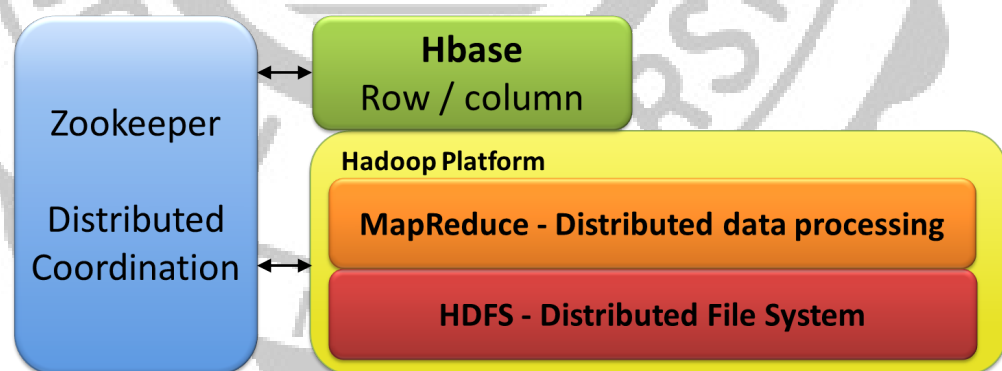 Zookeeper
Distributed
Coordination
Hbase
Row / column
Hadoop Platform
MapReduce - Distributed data processing
HDFS - Distributed File System